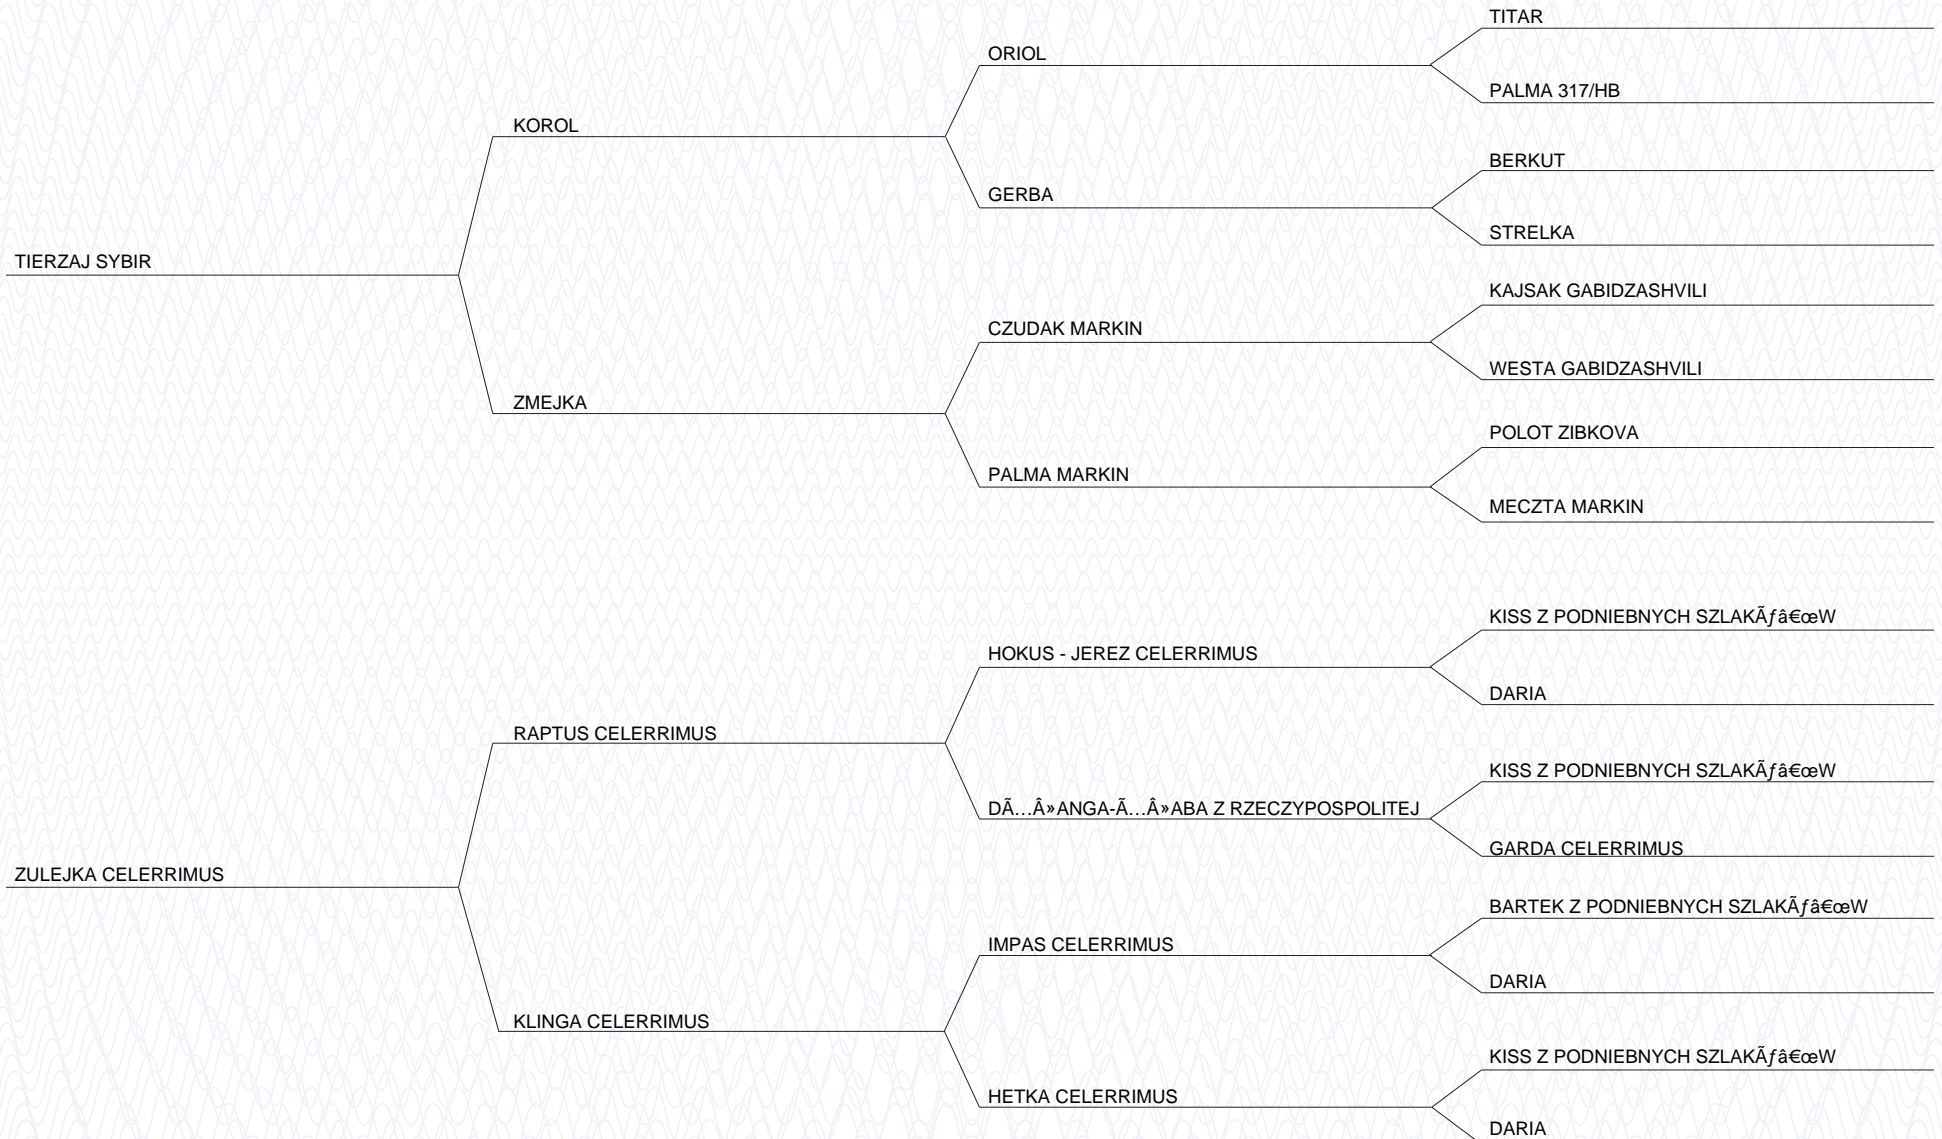 TITAR
ORIOL
PALMA 317/HB
KOROL
BERKUT
GERBA
STRELKA
TIERZAJ SYBIR
KAJSAK GABIDZASHVILI
CZUDAK MARKIN
WESTA GABIDZASHVILI
ZMEJKA
POLOT ZIBKOVA
PALMA MARKIN
MECZTA MARKIN
KISS Z PODNIEBNYCH SZLAKÃƒâ€œW
HOKUS - JEREZ CELERRIMUS
DARIA
RAPTUS CELERRIMUS
KISS Z PODNIEBNYCH SZLAKÃƒâ€œW
DÃ…Â»ANGA-Ã…Â»ABA Z RZECZYPOSPOLITEJ
GARDA CELERRIMUS
ZULEJKA CELERRIMUS
BARTEK Z PODNIEBNYCH SZLAKÃƒâ€œW
IMPAS CELERRIMUS
DARIA
KLINGA CELERRIMUS
KISS Z PODNIEBNYCH SZLAKÃƒâ€œW
HETKA CELERRIMUS
DARIA